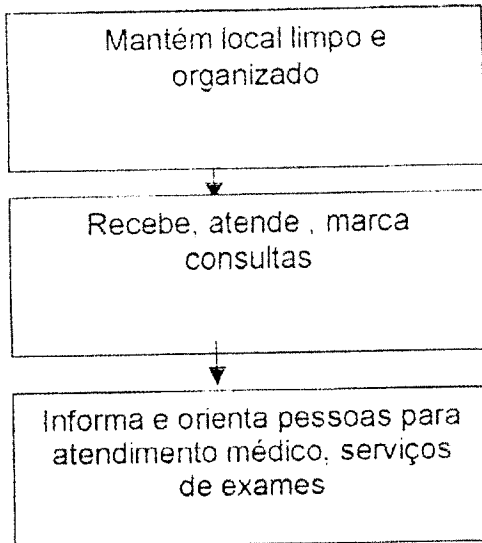 Mantém local limpo e
organizado
Recebe, atende , marca
consultas
Informa e orienta pessoas para
atendimento médico, serviços
de exames